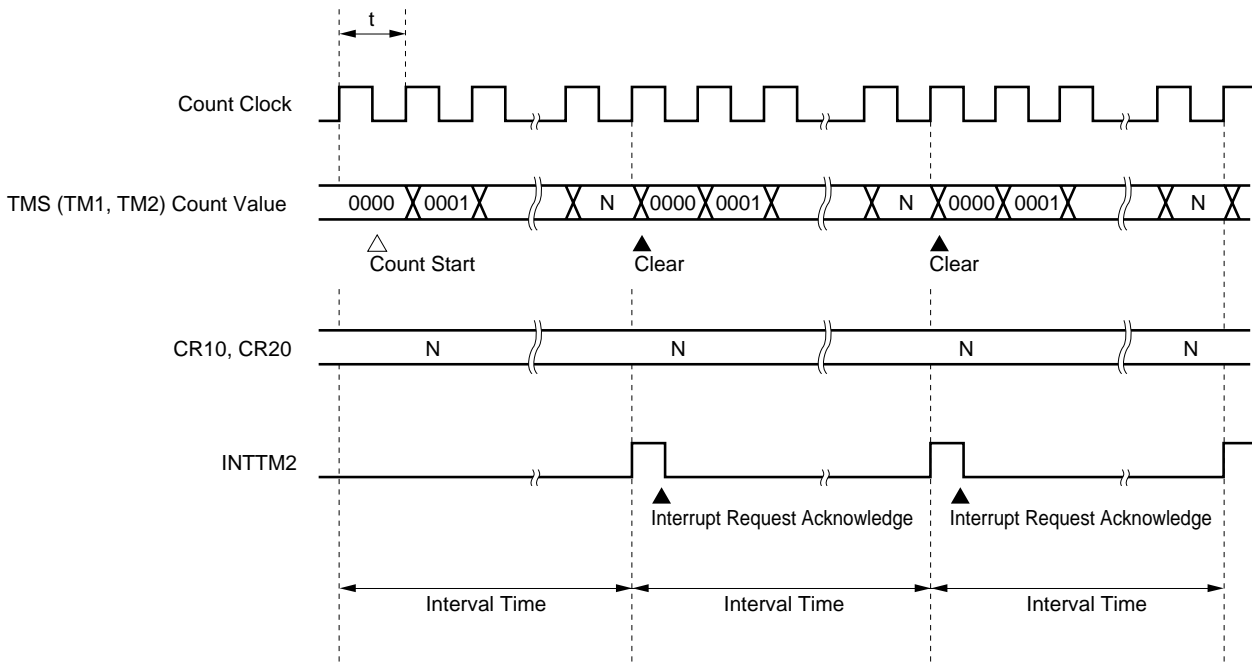 t
Count Clock
TMS (TM1, TM2) Count Value
0000 0001 N 0000 0001 N 0000 0001 N
Count Start Clear Clear
CR10, CR20
N N N N
INTTM2
Interrupt Request Acknowledge Interrupt Request Acknowledge
Interval Time Interval Time Interval Time